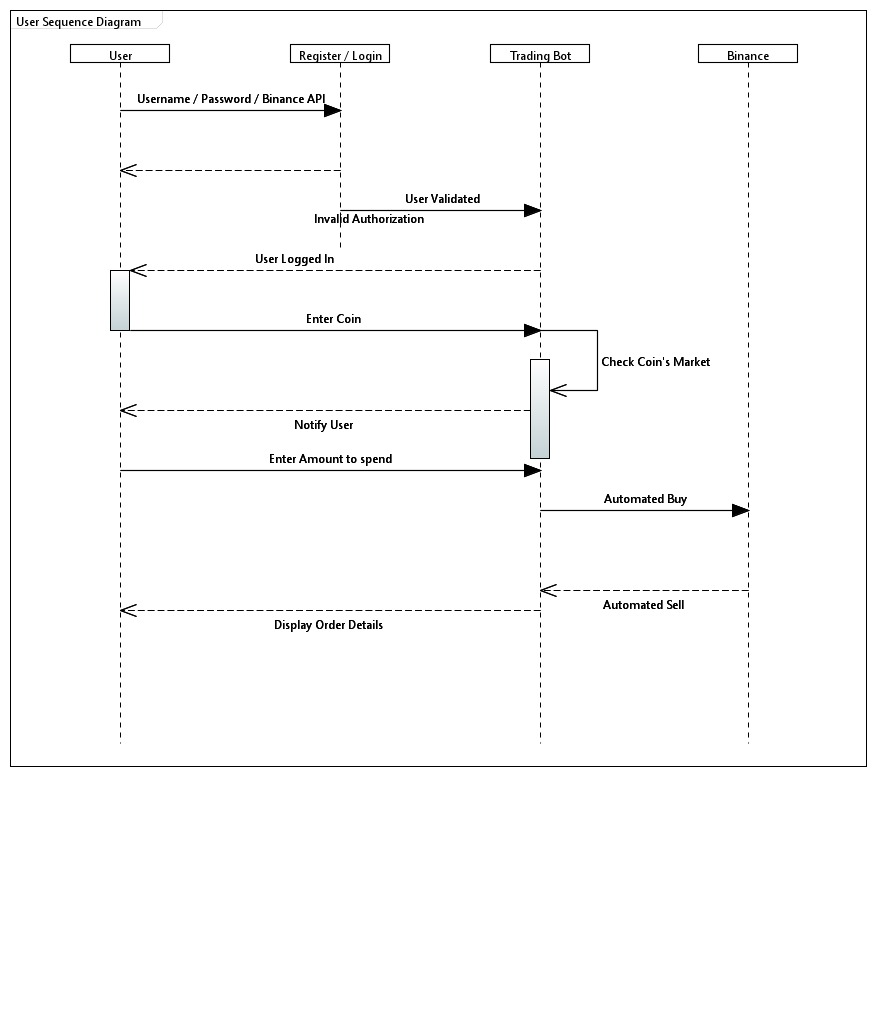 User Sequence Diagram
User
Register / Login
Trading Bot
Binance
Username / Password / Binance API
User Validated
Invalid Authorization
User Logged In
Enter Coin
Check Coin's Market
Notify User
Enter Amount to spend
Automated Buy
Automated Sell
Display Order Details